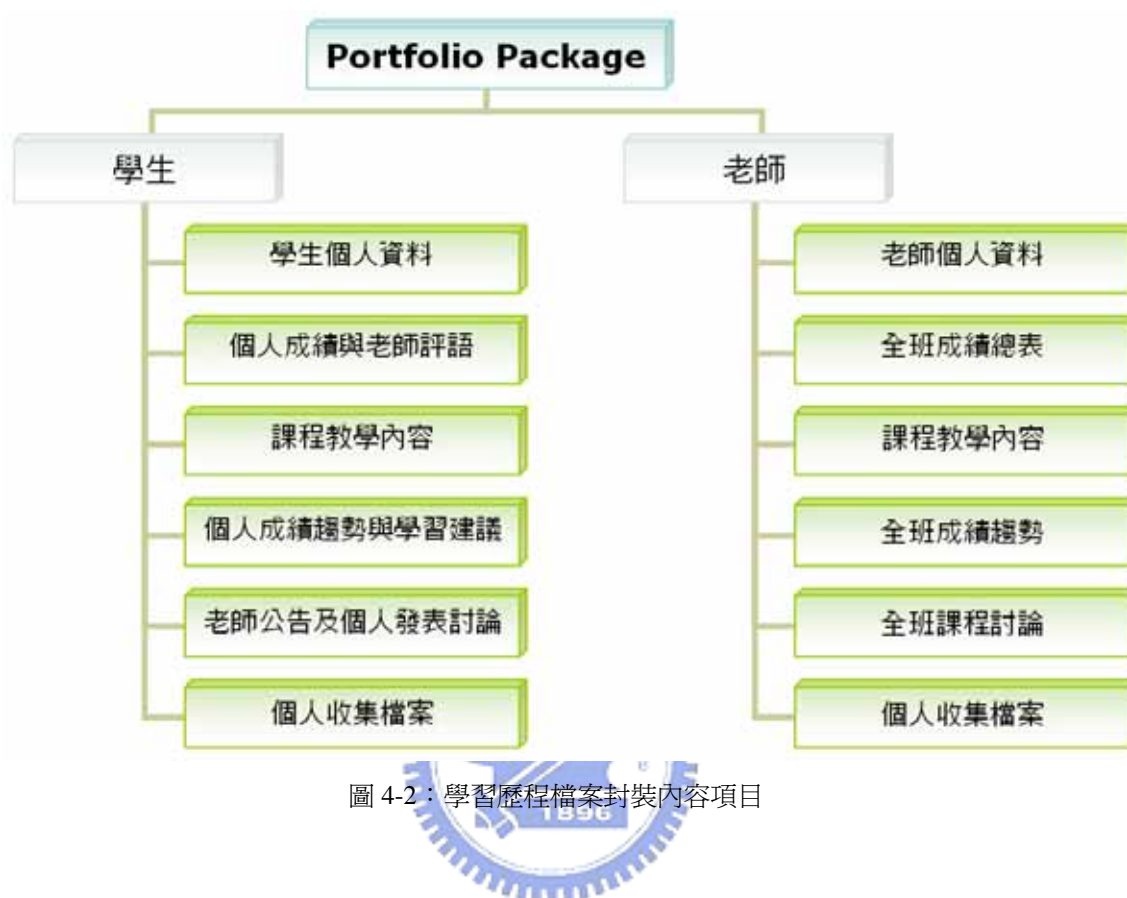 Portfolio Package
學生
學生個人資料
個人成績與老師評語
課程教學內容
個人成績趨勢與學習建議
老師公告及個人發表討論
個人收集檔案
老師
老師個人資料
全班成績總表
課程教學內容
全班成績趨勢
全班課程討論
個人收集檔案
圖 4-2:學習歷程檔案封裝內容項目
1896